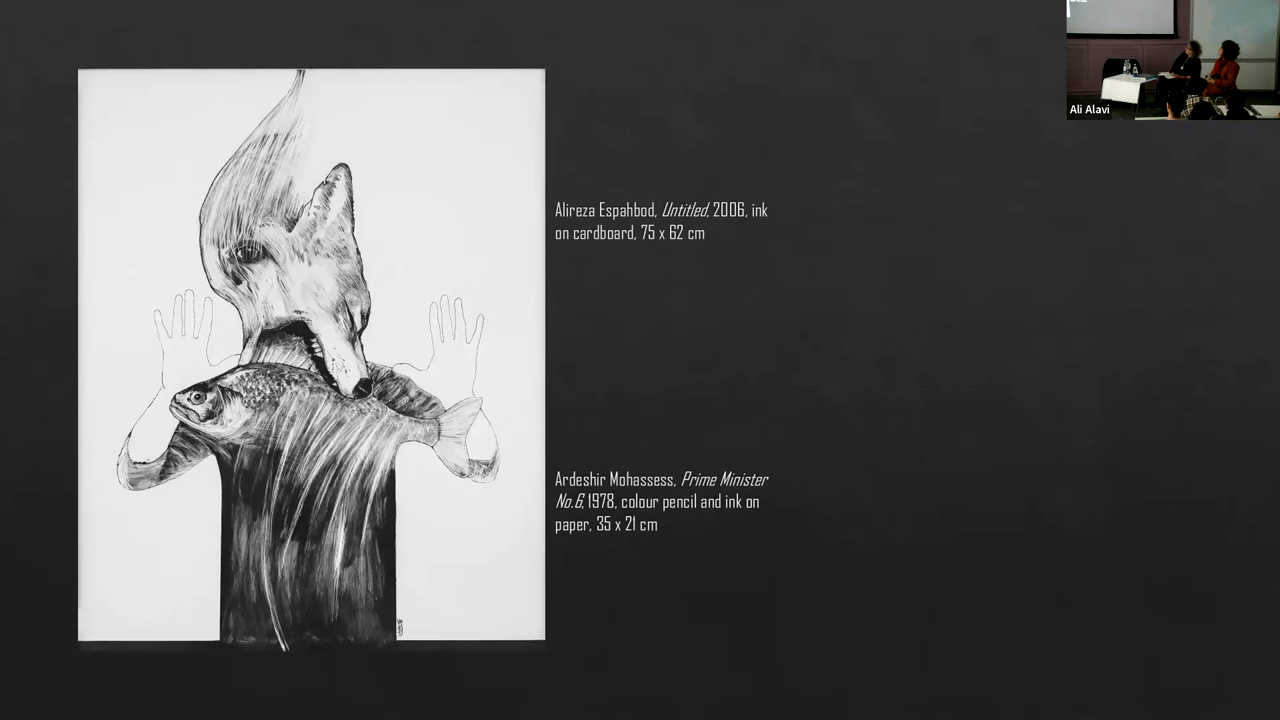 Alireza Espahbod, Untitled, 2006, ink
on cardboard, 75 x 62 cm
Ardeshir Mohassess, Prime Minister
No.6, 1978, colour pencil and ink on
paper, 35 x 21 cm
Ali Alavi